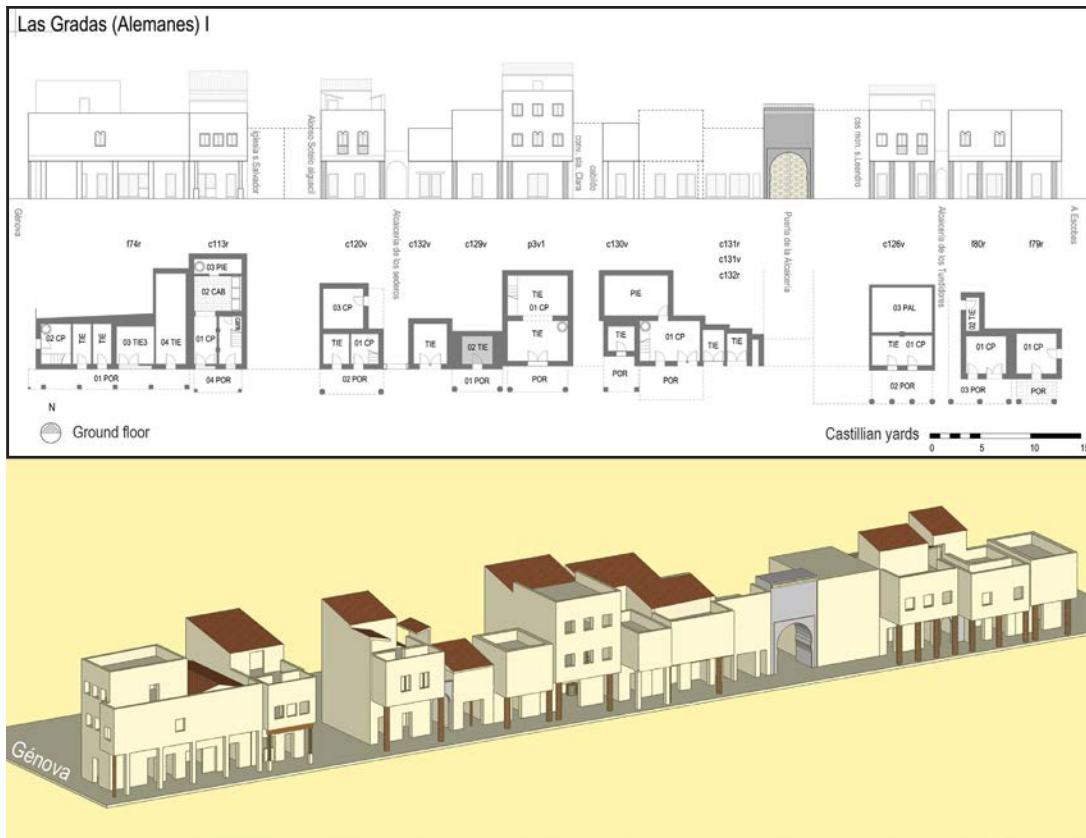 Las Gradas (Alemanes) I
iglesia s.Salvador
Alonso Sotelo alguacil
conv. sta. Clara
cabildo
cas mon. s.Leandro
Génova
Alcaicería de los sederos
Puerta de la Alcaicería
Alcaicería de los Tundidores
A Escobas
f74r
c113r
c120v
c132v
c129v
p3v1
c130v
c131r
c131v
c132r
c126v
f80r
f79r
03 PIE
02 CAB
02 CP
TIE
TIE
03 TIE3
04 TIE
01 CP
01 POR
04 POR
03 CP
TIE
01 CP
02 POR
TIE
02 TIE
01 POR
TIE
01 CP
TIE
POR
PIE
TIE
01 CP
TIE
TIE
POR
POR
03 PAL
TIE
01 CP
02 POR
02 TIE
01 CP
03 POR
01 CP
POR
N
Ground floor
Castillian yards
0 5 10 15
Génova